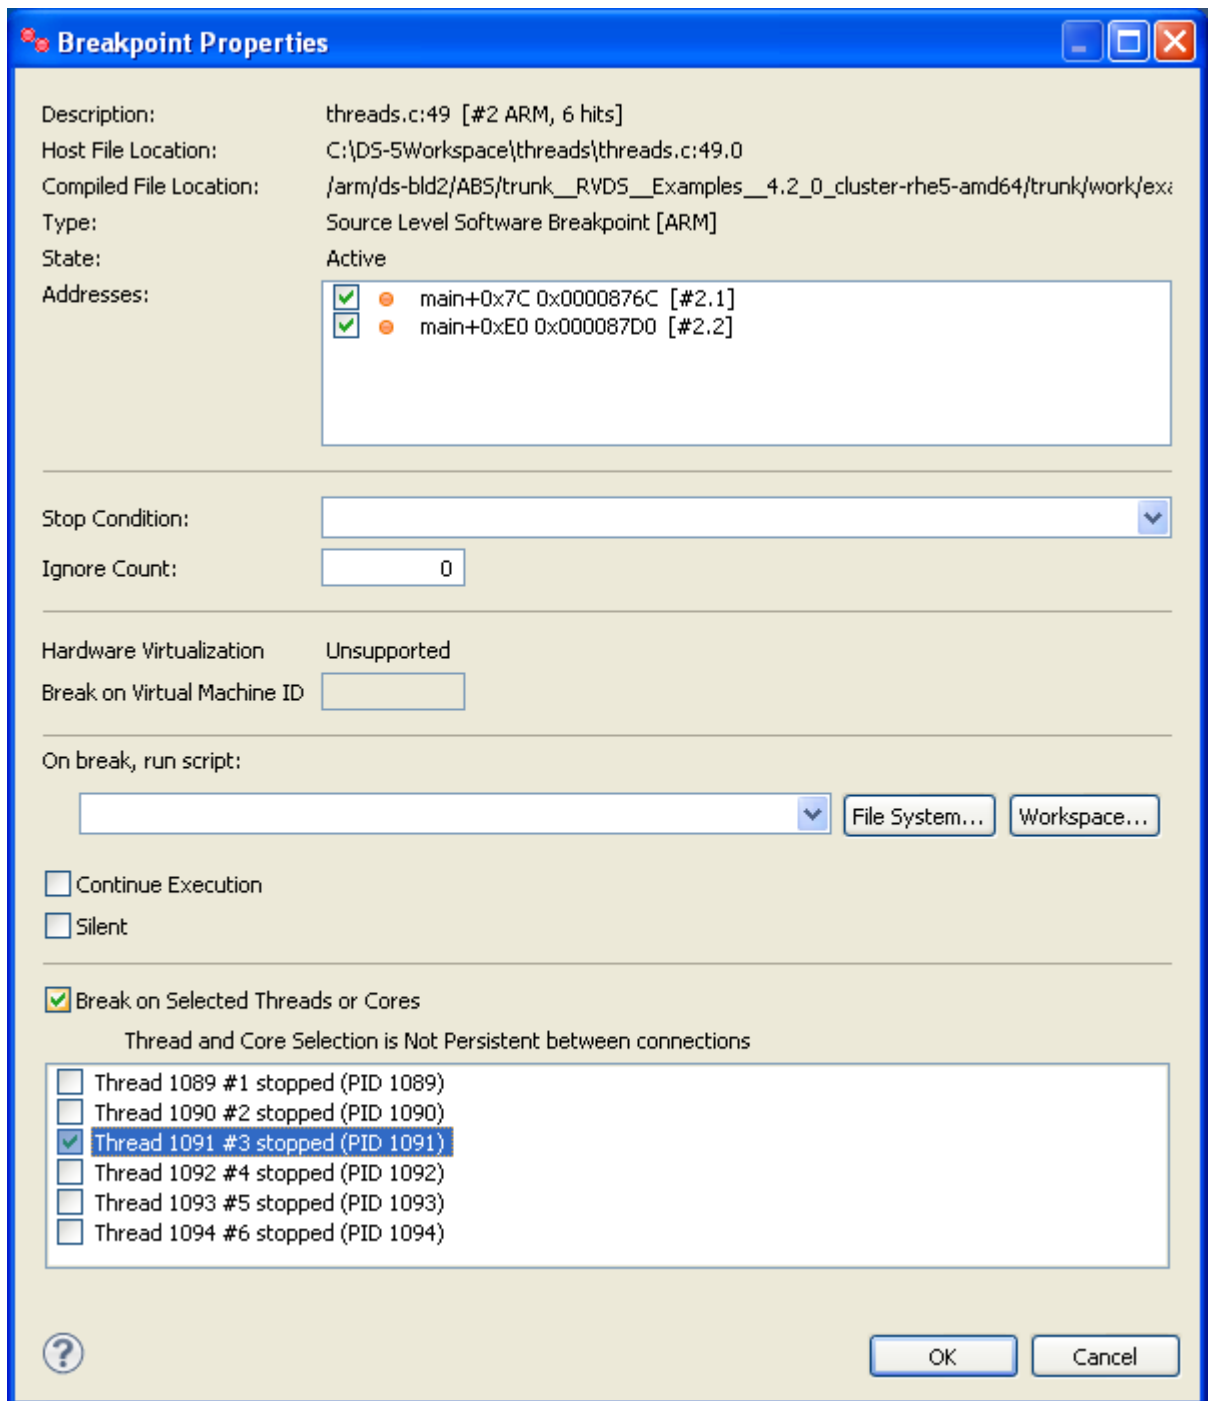 Breakpoint Properties
Description: threads.c:49 [#2 ARM, 6 hits]
Host File Location: C:\DS-5Workspace\threads\threads.c:49.0
Compiled File Location: /arm/ds-bld2/ABS/trunk__RVDS__Examples__4.2_0_cluster-rhe5-amd64/trunk/work/exa
Type: Source Level Software Breakpoint [ARM]
State: Active
Addresses:
main+0x7C 0x0000876C [#2.1]
main+0xE0 0x000087D0 [#2.2]
Stop Condition:
Ignore Count: 0
Hardware Virtualization Unsupported
Break on Virtual Machine ID
On break, run script:
File System... Workspace...
Continue Execution
Silent
Break on Selected Threads or Cores
Thread and Core Selection is Not Persistent between connections
Thread 1089 #1 stopped (PID 1089)
Thread 1090 #2 stopped (PID 1090)
Thread 1091 #3 stopped (PID 1091)
Thread 1092 #4 stopped (PID 1092)
Thread 1093 #5 stopped (PID 1093)
Thread 1094 #6 stopped (PID 1094)
? OK Cancel